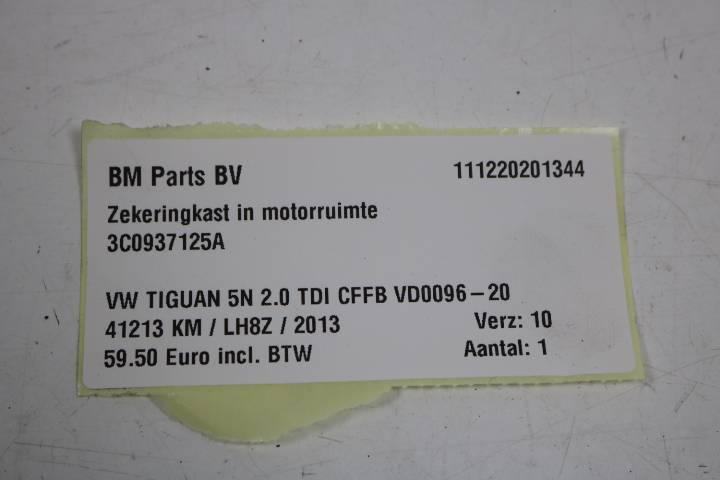 BM Parts BV 111220201344
Zekeringkast in motorruimte
3C0937125A
VW TIGUAN 5N 2.0 TDI CFFB VD0096-20
41213 KM / LH8Z / 2013 Verz: 10
59.50 Euro incl. BTW Aantal: 1